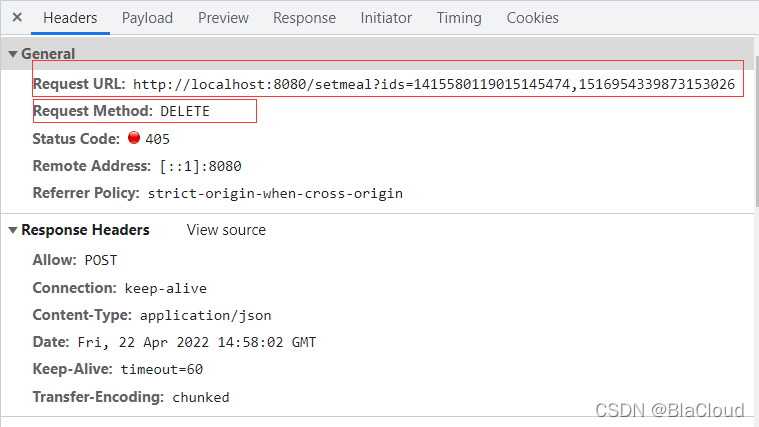 × Headers Payload Preview Response Initiator Timing Cookies
▼ General
Request URL: http://localhost:8080/setmeal?ids=1415580119015145474,1516954339873153026
Request Method: DELETE
Status Code: 405
Remote Address: [::1]:8080
Referrer Policy: strict-origin-when-cross-origin
▼ Response Headers View source
Allow: POST
Connection: keep-alive
Content-Type: application/json
Date: Fri, 22 Apr 2022 14:58:02 GMT
Keep-Alive: timeout=60
Transfer-Encoding: chunked
CSDN @BlaCloud